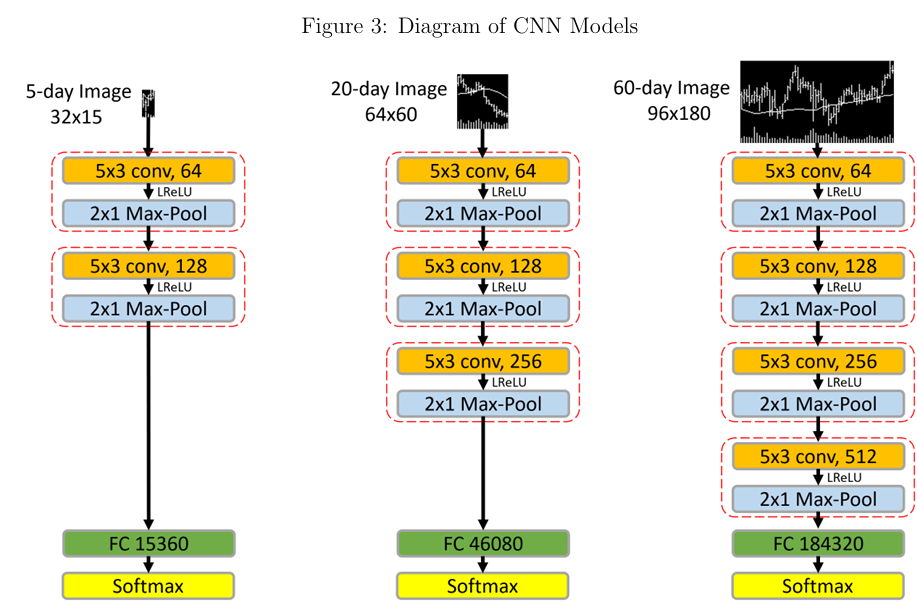 Figure 3: Diagram of CNN Models
5-day Image
32x15
5x3 conv, 64
LReLU
2x1 Max-Pool
5x3 conv, 128
LReLU
2x1 Max-Pool
FC 15360
Softmax
20-day Image
64x60
5x3 conv, 64
LReLU
2x1 Max-Pool
5x3 conv, 128
LReLU
2x1 Max-Pool
5x3 conv, 256
LReLU
2x1 Max-Pool
FC 46080
Softmax
60-day Image
96x180
5x3 conv, 64
LReLU
2x1 Max-Pool
5x3 conv, 128
LReLU
2x1 Max-Pool
5x3 conv, 256
LReLU
2x1 Max-Pool
5x3 conv, 512
LReLU
2x1 Max-Pool
FC 184320
Softmax